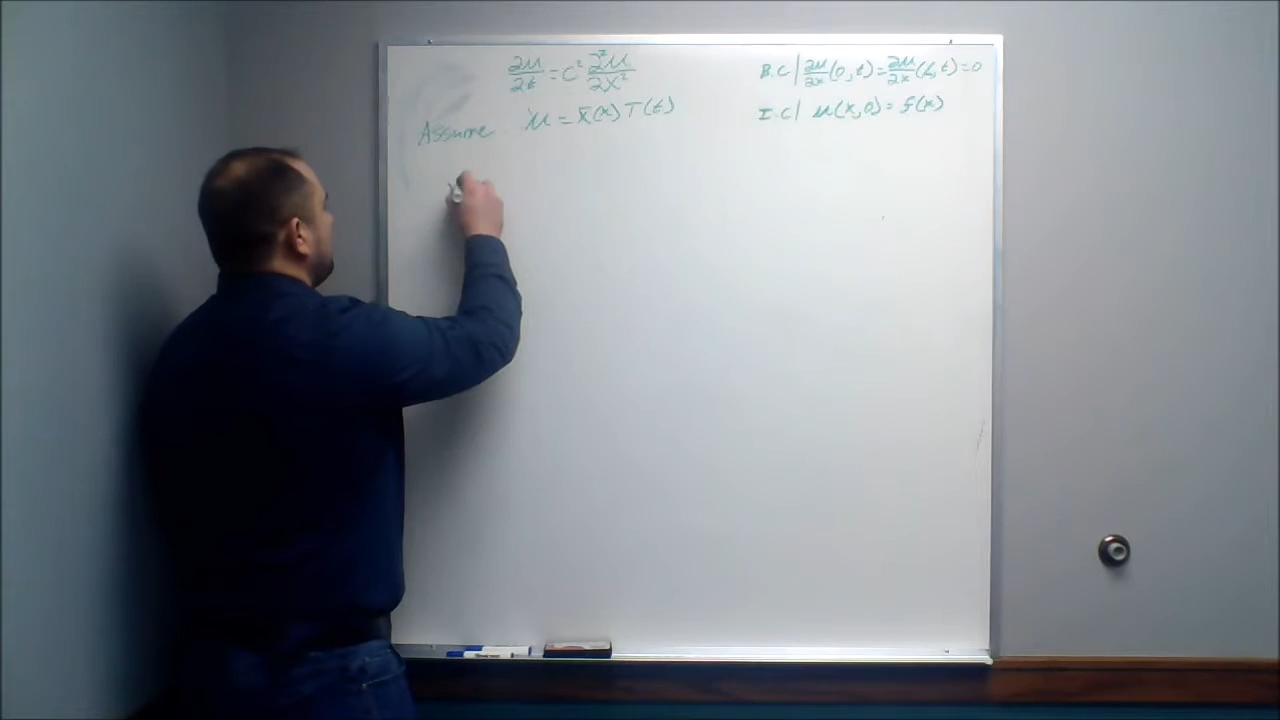 ∂u/∂t = c² ∂²u/∂x²
Assume u = X(x) T(t)
B.C | ∂u/∂x (0, t) = ∂u/∂x (L, t) = 0
I.C | u(x, 0) = f(x)